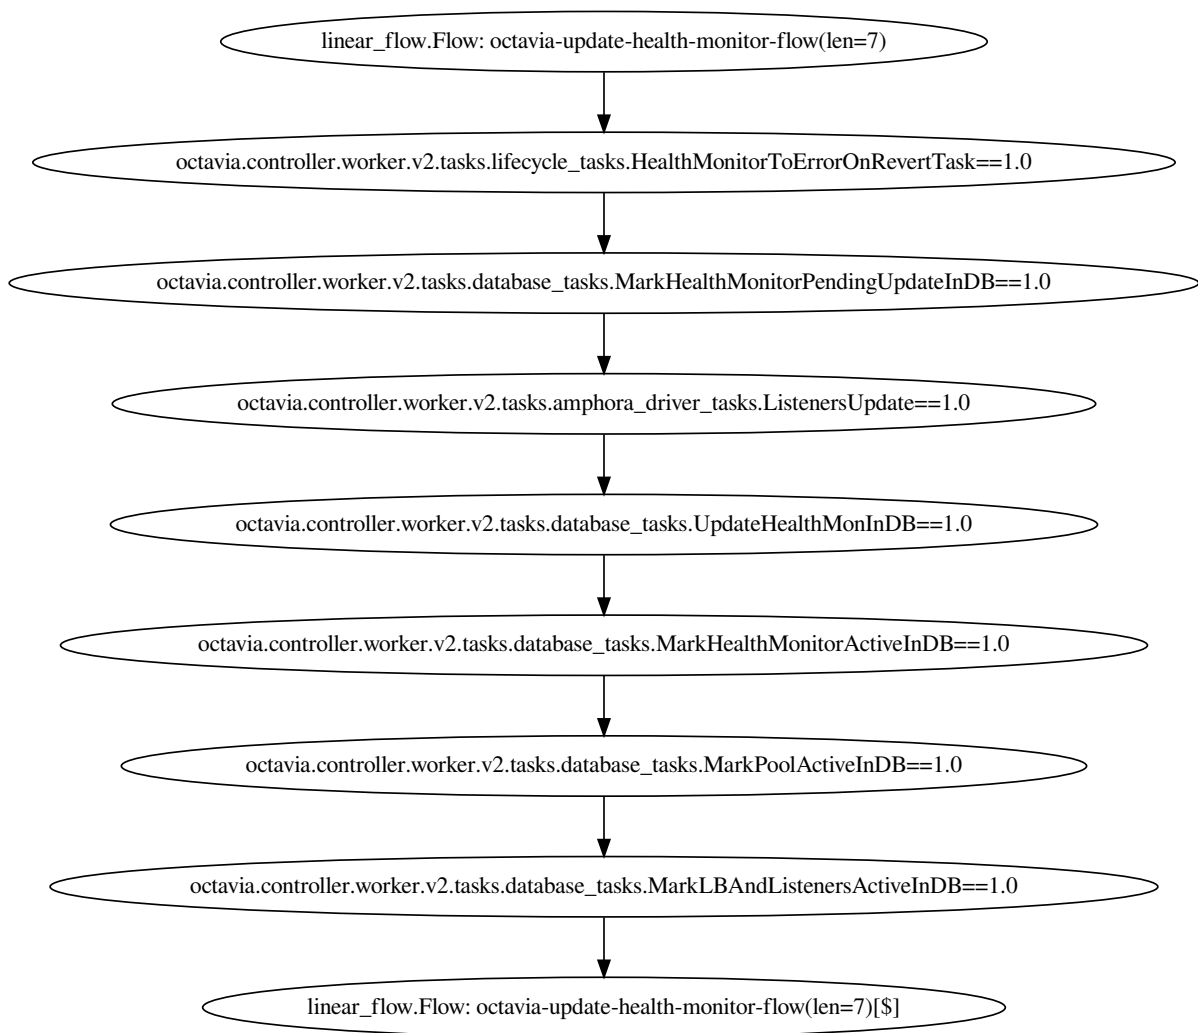 linear_flow.Flow: octavia-update-health-monitor-flow(len=7)
octavia.controller.worker.v2.tasks.lifecycle_tasks.HealthMonitorToErrorOnRevertTask==1.0
octavia.controller.worker.v2.tasks.database_tasks.MarkHealthMonitorPendingUpdateInDB==1.0
octavia.controller.worker.v2.tasks.amphora_driver_tasks.ListenersUpdate==1.0
octavia.controller.worker.v2.tasks.database_tasks.UpdateHealthMonInDB==1.0
octavia.controller.worker.v2.tasks.database_tasks.MarkHealthMonitorActiveInDB==1.0
octavia.controller.worker.v2.tasks.database_tasks.MarkPoolActiveInDB==1.0
octavia.controller.worker.v2.tasks.database_tasks.MarkLBAndListenersActiveInDB==1.0
linear_flow.Flow: octavia-update-health-monitor-flow(len=7)[$]